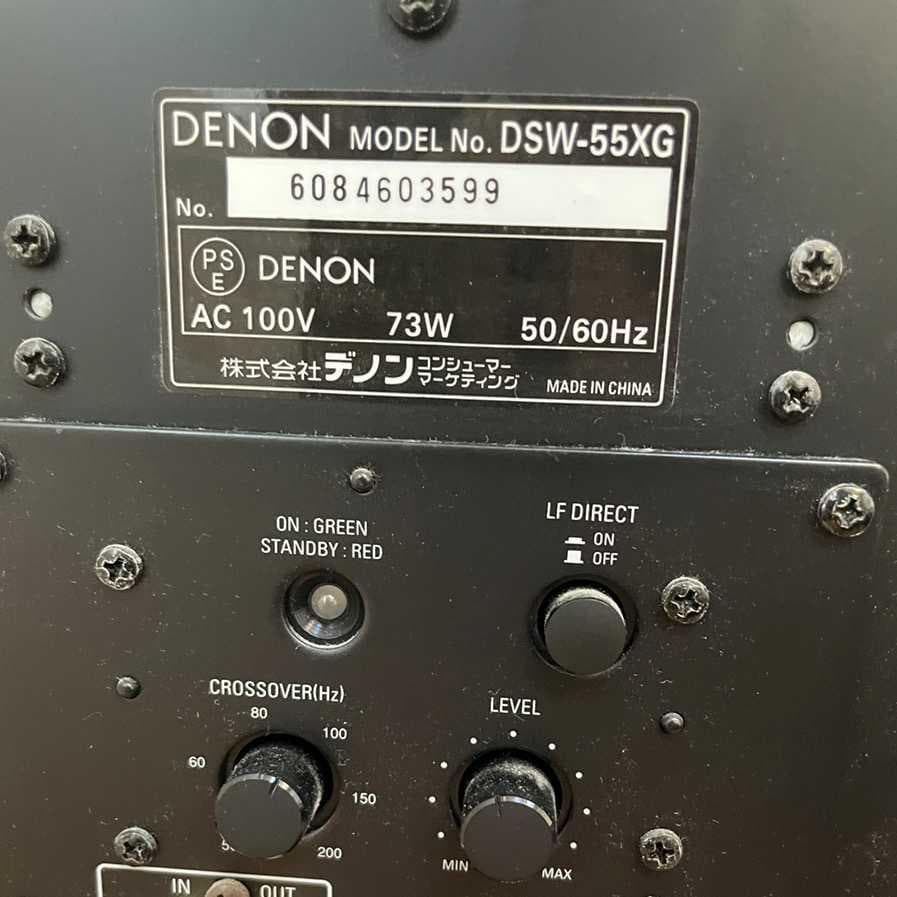 DENON MODEL No. DSW-55XG
No. 6084603599
PS
E
DENON
AC 100V 73W 50/60Hz
株式会社デノン コンシューマー
マーケティング
MADE IN CHINA
ON : GREEN
STANDBY : RED
LF DIRECT
ON
OFF
CROSSOVER(Hz)
80
100
60
150
200
LEVEL
MIN MAX
IN OUT